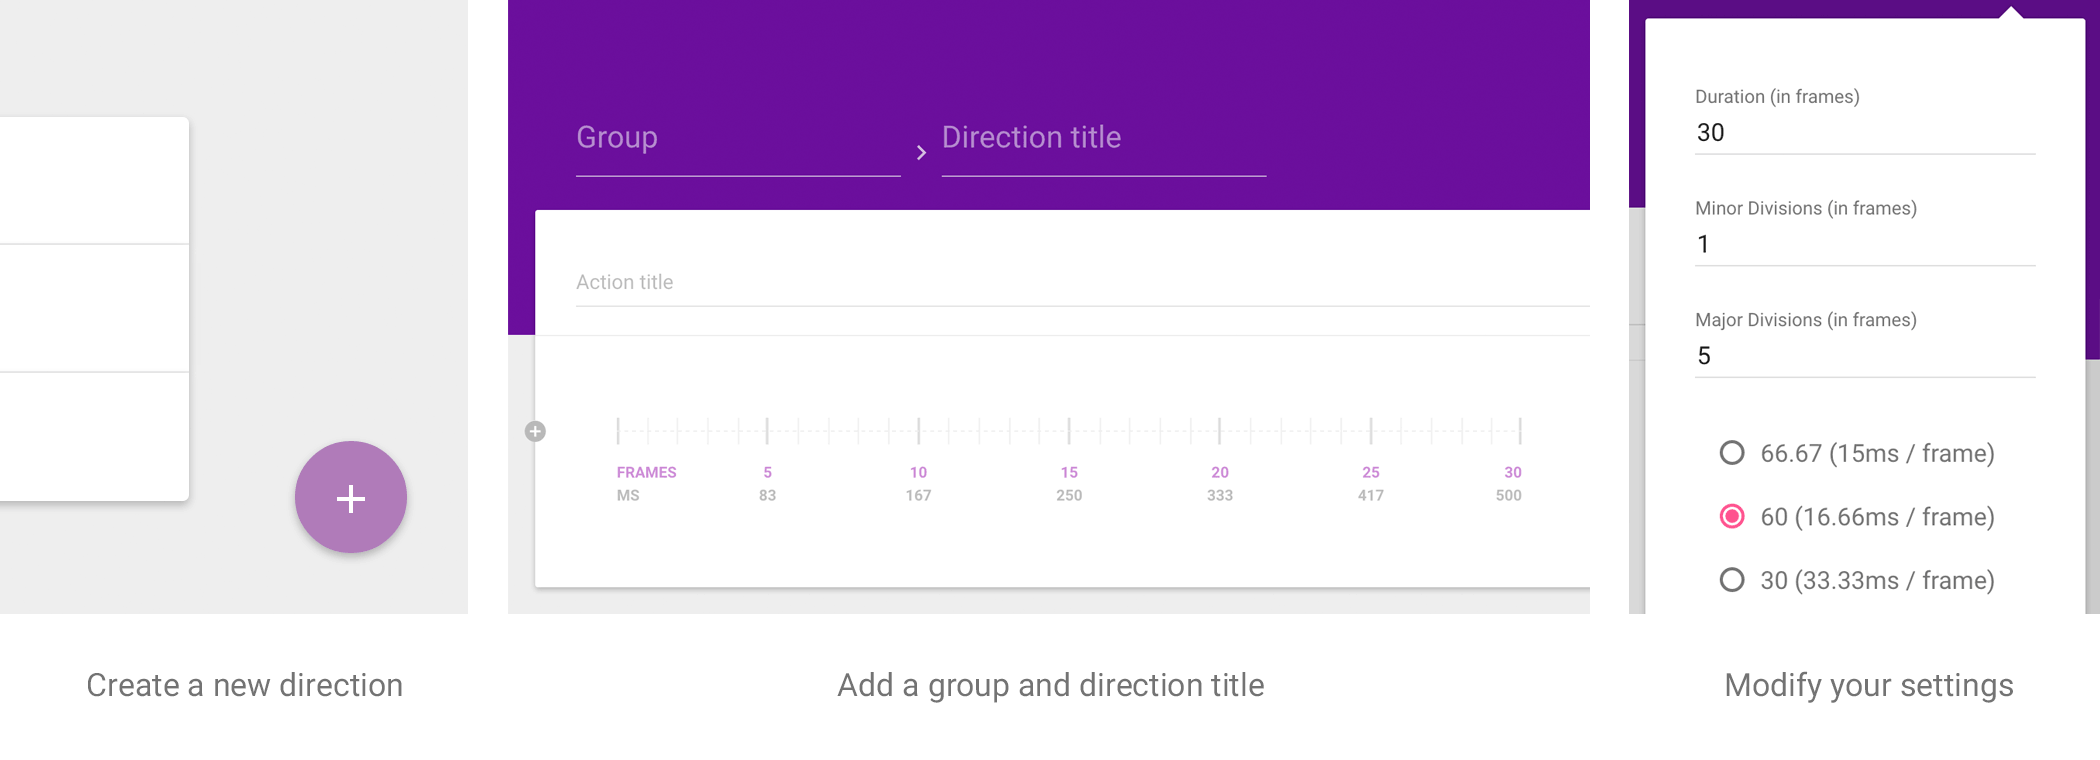 Group
Direction title
Action title
FRAMES 5 10 15 20 25 30
MS 83 167 250 333 417 500
Duration (in frames)
30
Minor Divisions (in frames)
1
Major Divisions (in frames)
5
66.67 (15ms / frame)
60 (16.66ms / frame)
30 (33.33ms / frame)
Create a new direction
Add a group and direction title
Modify your settings